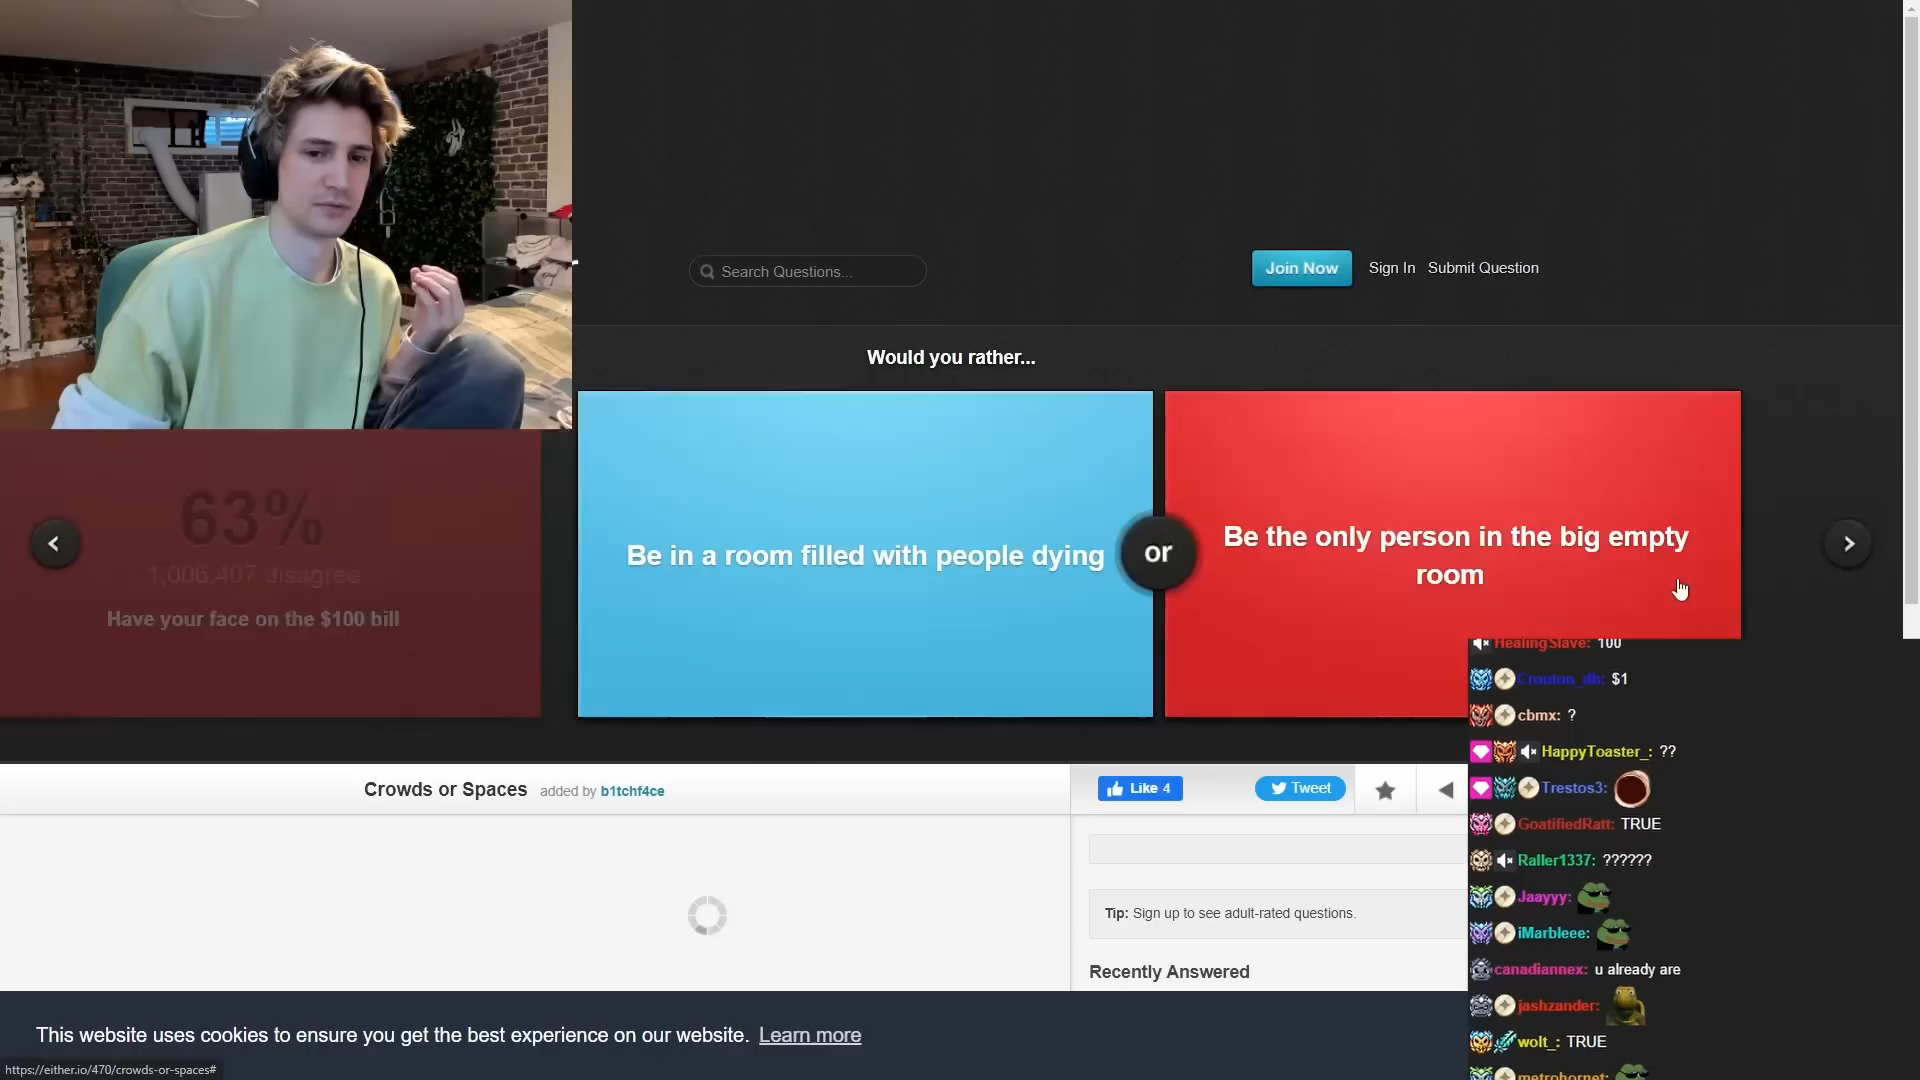 Search Questions...
Join Now
Sign In
Submit Question
Would you rather...
63%
1,006,407 disagree
Have your face on the $100 bill
Be in a room filled with people dying
or
Be the only person in the big empty
room
Crowds or Spaces
added by b1tchf4ce
Like 4
Tweet
Tip: Sign up to see adult-rated questions.
Recently Answered
HealingSlave: 100
Crouton_dh: $1
cbmx: ?
HappyToaster_: ??
Trestos3:
GoatifiedRatt: TRUE
Raller1337: ??????
Jaayyy:
iMarbleee:
canadiannex: u already are
jashzander:
wolt_: TRUE
metrohornet:
This website uses cookies to ensure you get the best experience on our website. Learn more
https://either.io/470/crowds-or-spaces#